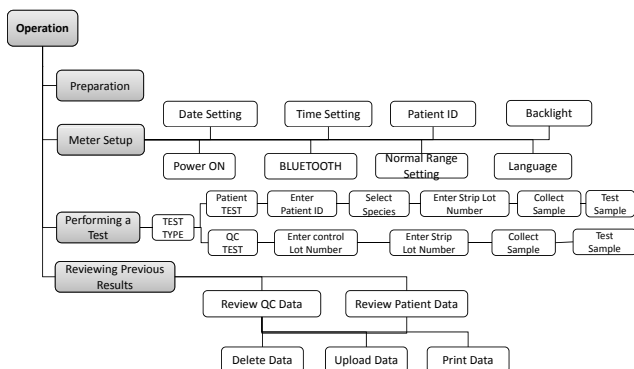 Operation
Preparation
Date Setting
Time Setting
Patient ID
Backlight
Meter Setup
Power ON
BLUETOOTH
Normal Range
Setting
Language
Performing a
Test
TEST
TYPE
Patient
TEST
Enter
Patient ID
Select
Species
Enter Strip Lot
Number
Collect
Sample
Test
Sample
QC
TEST
Enter control
Lot Number
Enter Strip
Lot Number
Collect
Sample
Test
Sample
Reviewing Previous
Results
Review QC Data
Review Patient Data
Delete Data
Upload Data
Print Data